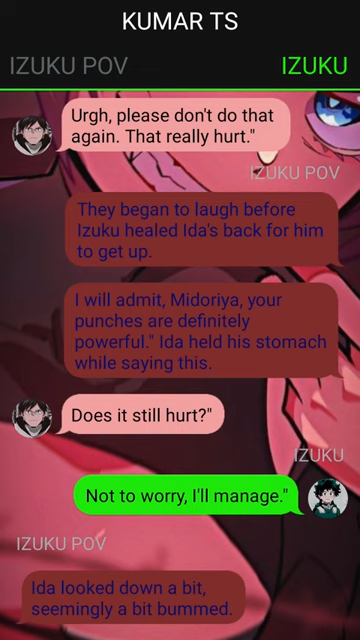 KUMAR TS
IZUKU POV
IZUKU
Urgh, please don't do that
again. That really hurt."
IZUKU POV
They began to laugh before
Izuku healed Ida's back for him
to get up.
I will admit, Midoriya, your
punches are definitely
powerful." Ida held his stomach
while saying this.
Does it still hurt?"
IZUKU
Not to worry, I'll manage."
IZUKU POV
Ida looked down a bit,
seemingly a bit bummed.